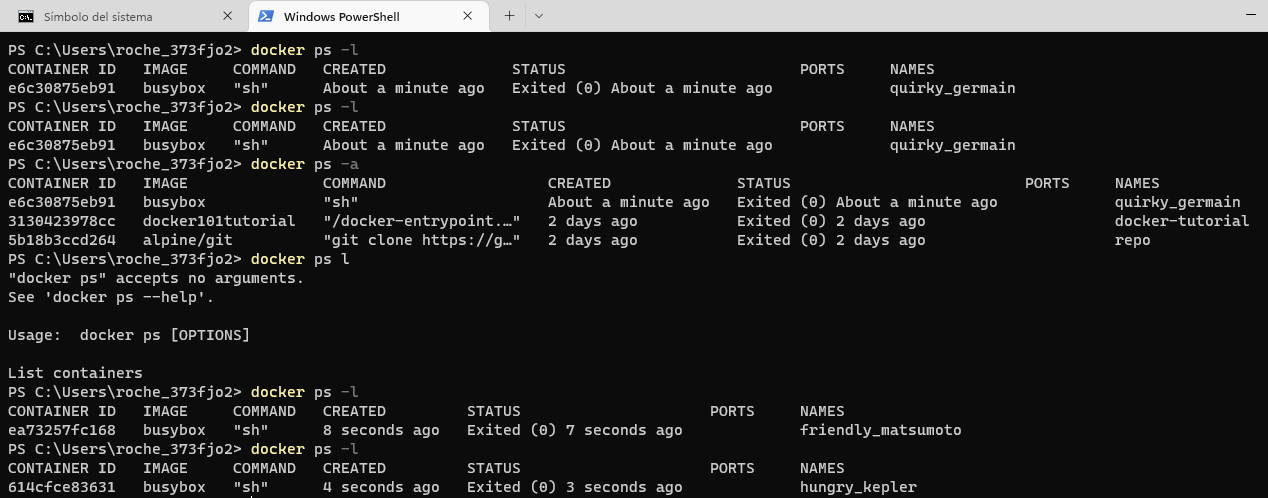 Símbolo del sistema
Windows PowerShell
PS C:\Users\roche_373fjo2> docker ps -l
CONTAINER ID   IMAGE     COMMAND   CREATED              STATUS                          PORTS     NAMES
e6c30875eb91   busybox   "sh"      About a minute ago   Exited (0) About a minute ago             quirky_germain
PS C:\Users\roche_373fjo2> docker ps -l
CONTAINER ID   IMAGE     COMMAND   CREATED              STATUS                          PORTS     NAMES
e6c30875eb91   busybox   "sh"      About a minute ago   Exited (0) About a minute ago             quirky_germain
PS C:\Users\roche_373fjo2> docker ps -a
CONTAINER ID   IMAGE               COMMAND                  CREATED              STATUS                          PORTS     NAMES
e6c30875eb91   busybox             "sh"                     About a minute ago   Exited (0) About a minute ago             quirky_germain
3130423978cc   docker101tutorial   "/docker-entrypoint.…"   2 days ago           Exited (0) 2 days ago                     docker-tutorial
5b18b3ccd264   alpine/git          "git clone https://g…"   2 days ago           Exited (0) 2 days ago                     repo
PS C:\Users\roche_373fjo2> docker ps l
"docker ps" accepts no arguments.
See 'docker ps --help'.
Usage:  docker ps [OPTIONS]
List containers
PS C:\Users\roche_373fjo2> docker ps -l
CONTAINER ID   IMAGE     COMMAND   CREATED         STATUS                     PORTS     NAMES
ea73257fc168   busybox   "sh"      8 seconds ago   Exited (0) 7 seconds ago             friendly_matsumoto
PS C:\Users\roche_373fjo2> docker ps -l
CONTAINER ID   IMAGE     COMMAND   CREATED         STATUS                     PORTS     NAMES
614cfce83631   busybox   "sh"      4 seconds ago   Exited (0) 3 seconds ago             hungry_kepler